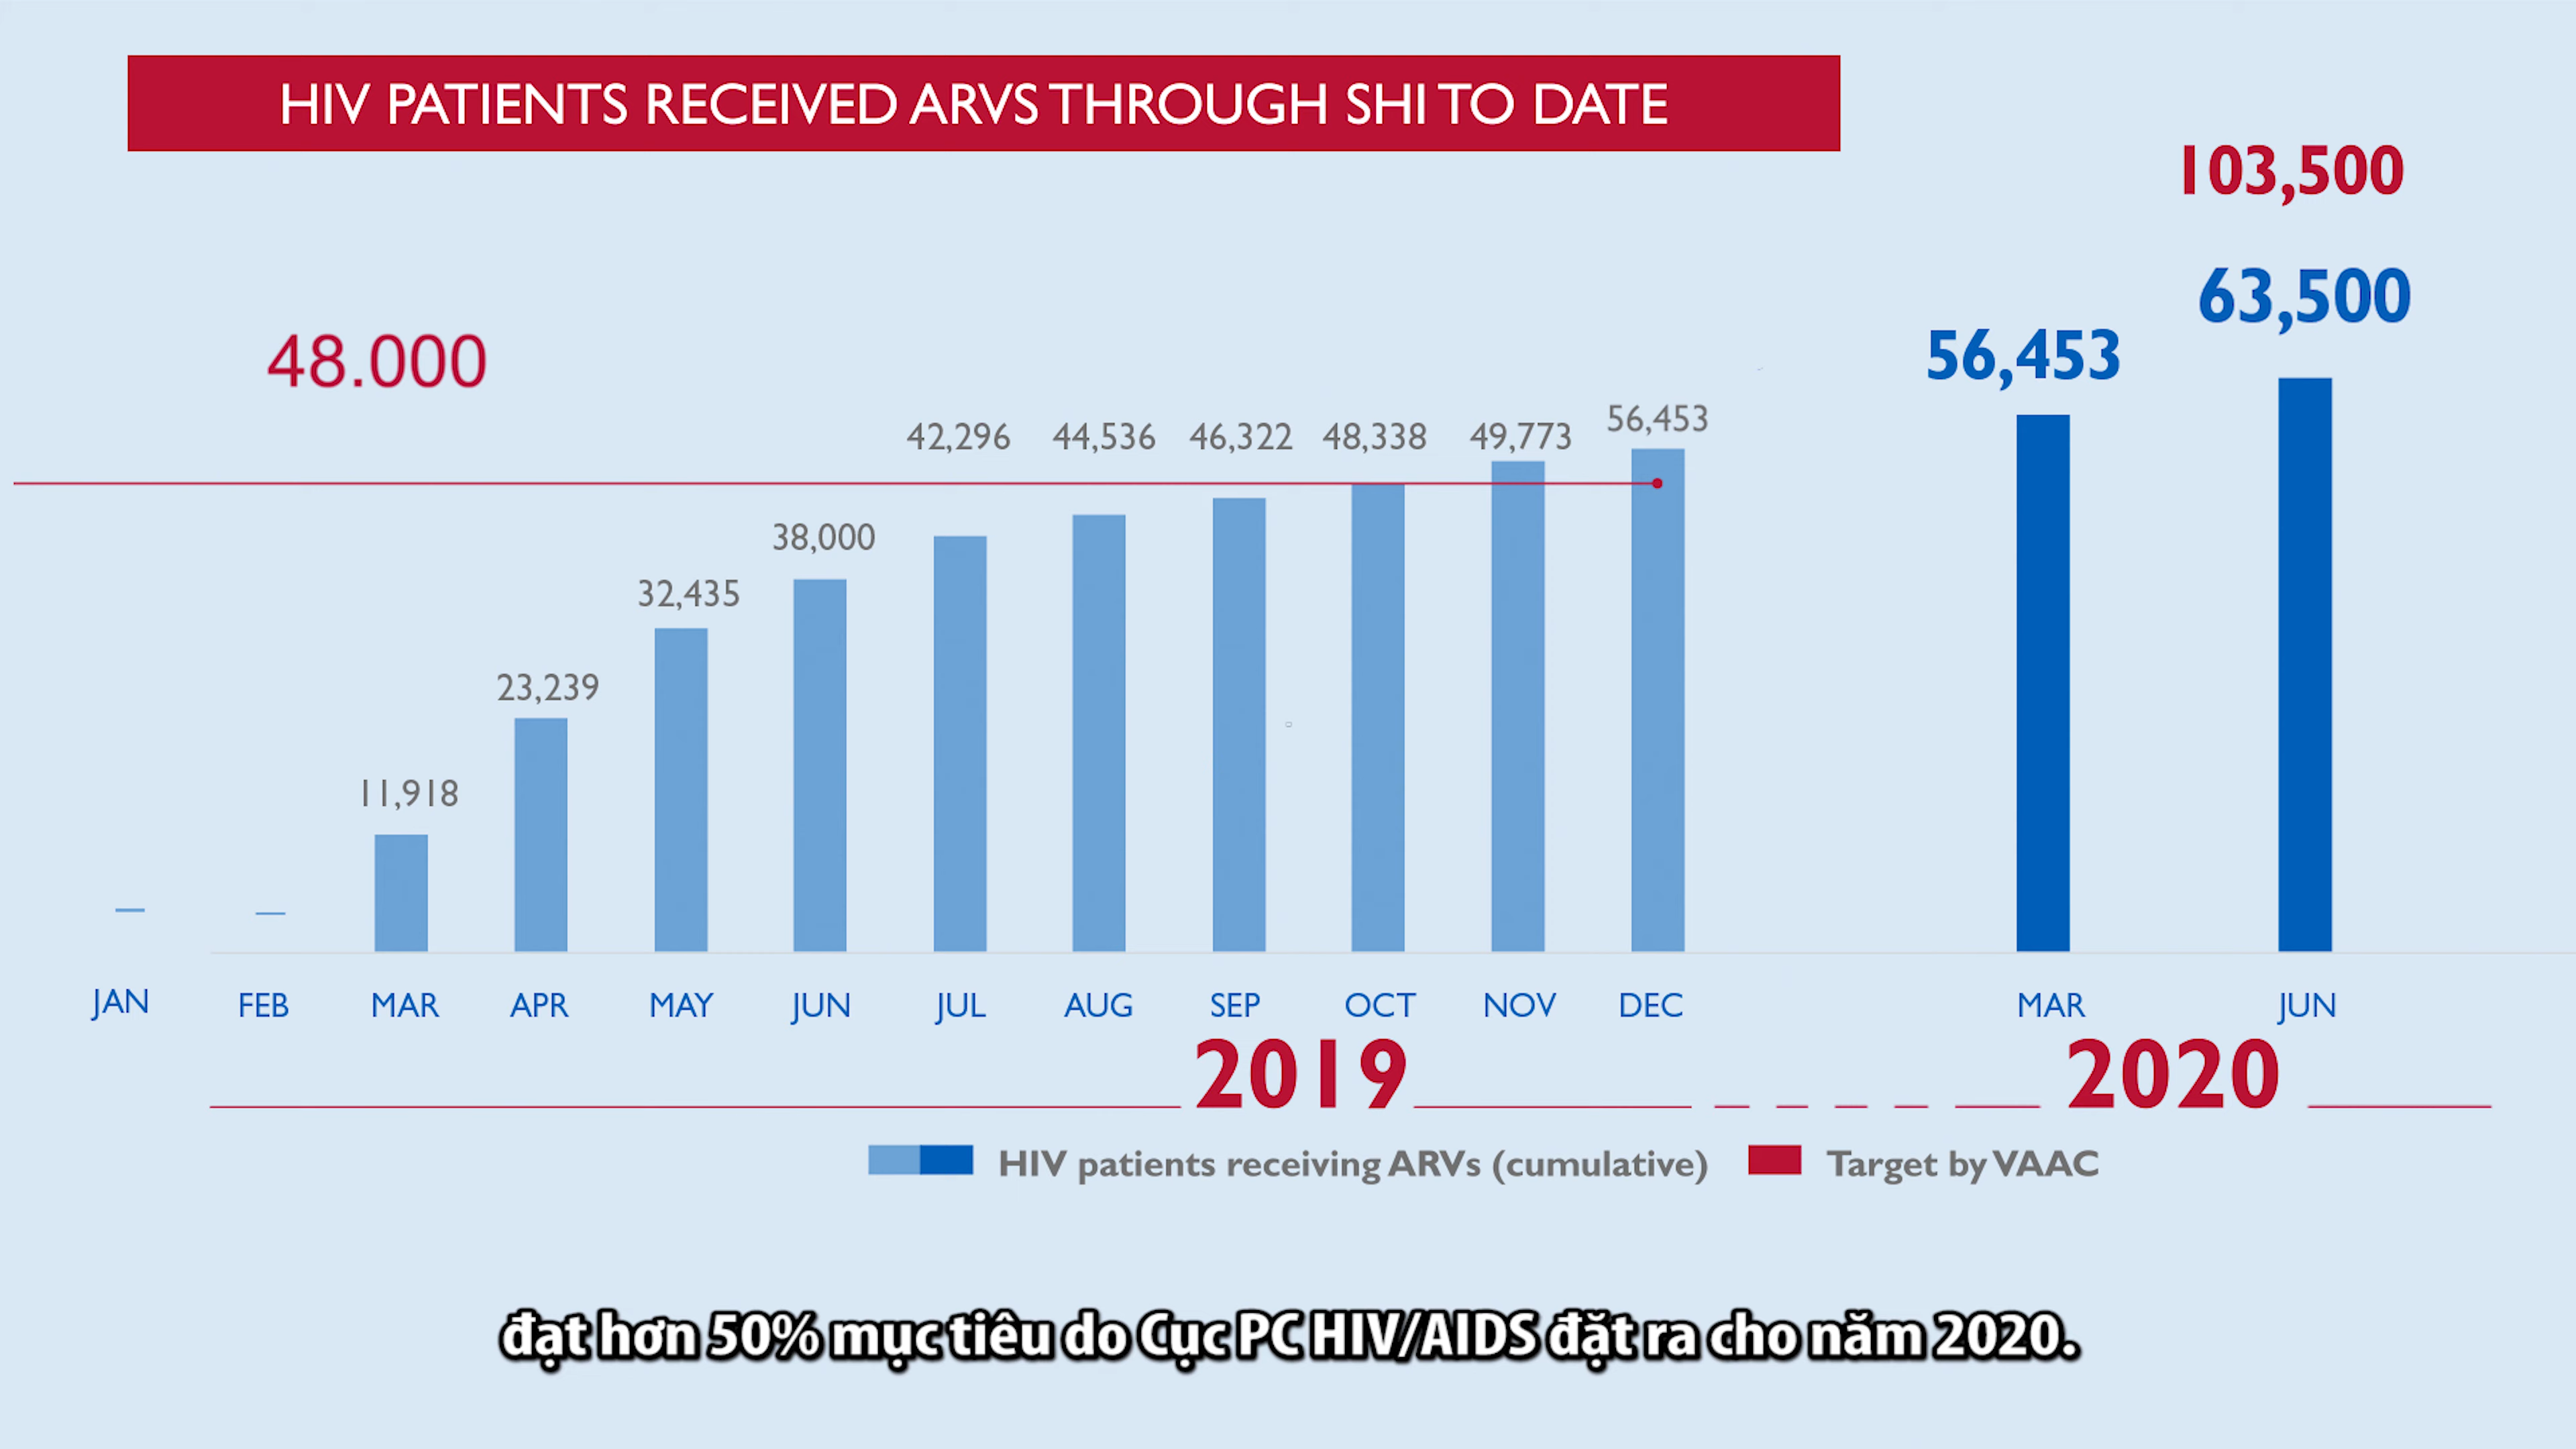 HIV PATIENTS RECEIVED ARVS THROUGH SHI TO DATE
103,500
63,500
56,453
48.000
42,296 44,536 46,322 48,338 49,773 56,453
38,000
32,435
23,239
11,918
JAN FEB MAR APR MAY JUN JUL AUG SEP OCT NOV DEC MAR JUN
2019 2020
HIV patients receiving ARVs (cumulative) Target by VAAC
đạt hơn 50% mục tiêu do Cục PC HIV/AIDS đặt ra cho năm 2020.